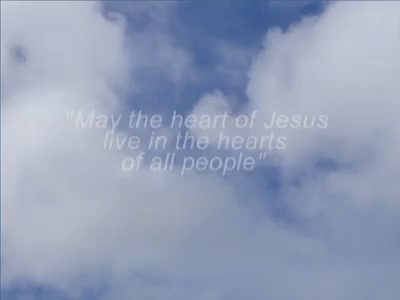 "May the heart of Jesus
live in the hearts
of all people"